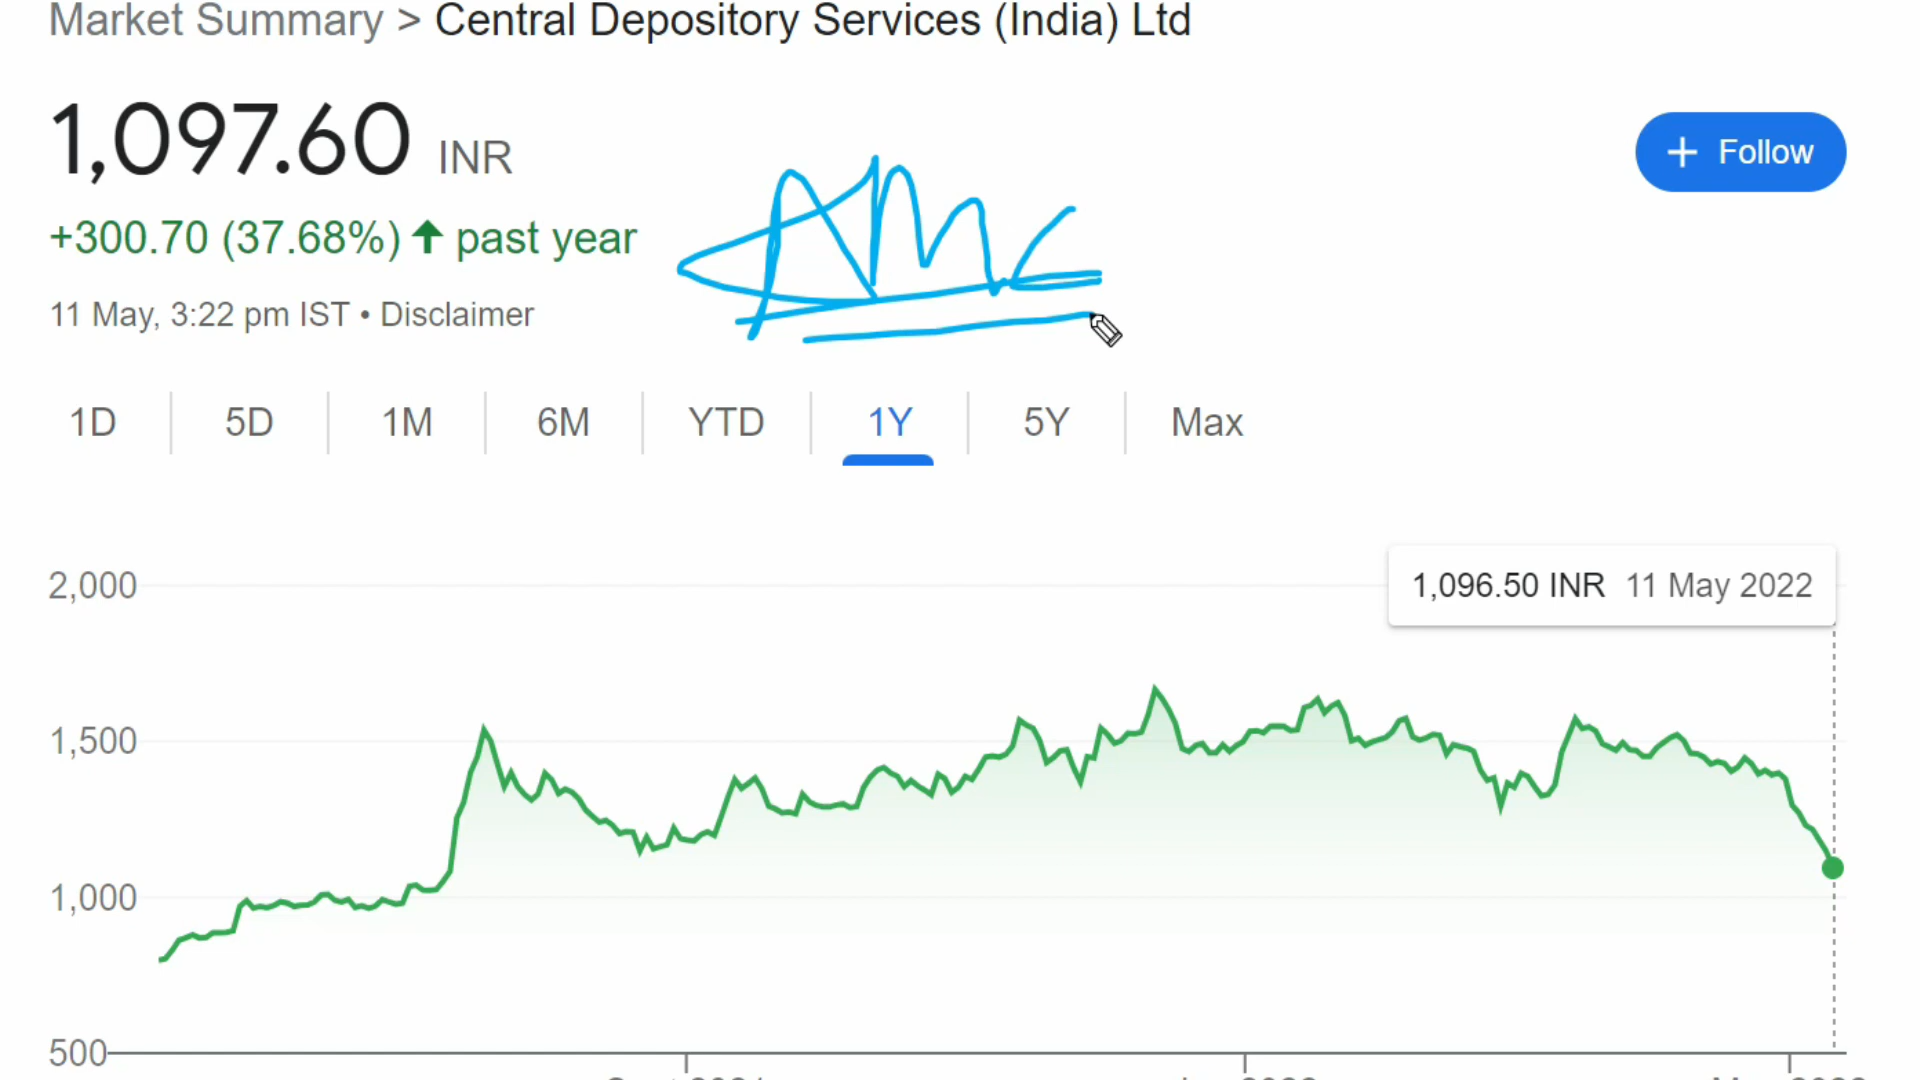 Market Summary > Central Depository Services (India) Ltd
1,097.60 INR
+ Follow
+300.70 (37.68%) ↑ past year
11 May, 3:22 pm IST • Disclaimer
AMC
1D 5D 1M 6M YTD 1Y 5Y Max
1,096.50 INR 11 May 2022
2,000
1,500
1,000
500